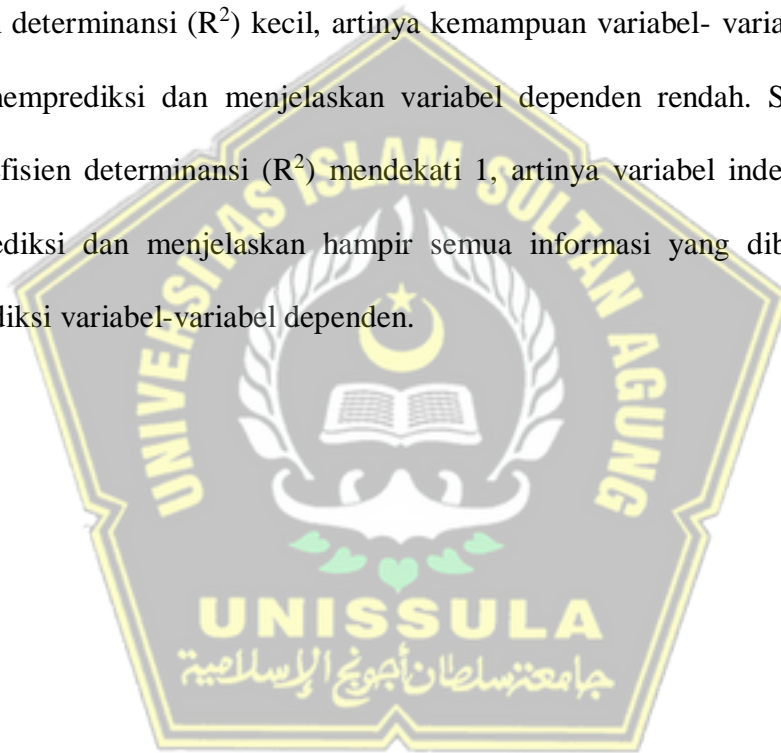 determinansi (R²) kecil, artinya kemampuan variabel- varia
memprediksi dan menjelaskan variabel dependen rendah. S
efisien determinansi (R²) mendekati 1, artinya variabel inde
ediksi dan menjelaskan hampir semua informasi yang dib
diksi variabel-variabel dependen.
UNIVERSITAS ISLAM SULTAN AGUNG
UNISSULA
جامعة سلطان أجونج الإسلامية